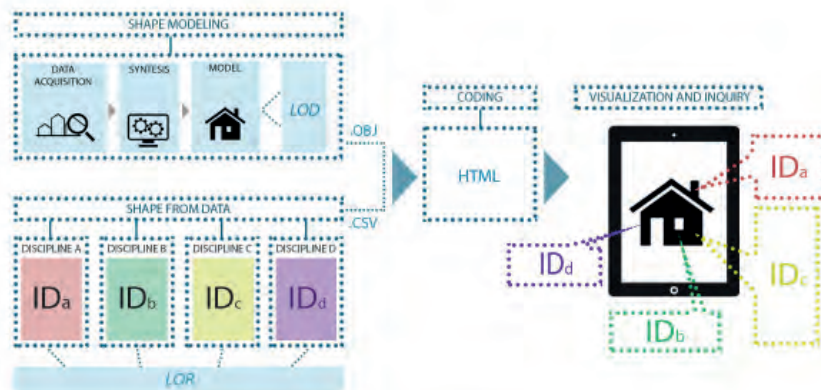 SHAPE MODELING
DATA
ACQUISITION
SYNTESIS
MODEL
LOD
.OBJ
CODING
HTML
VISUALIZATION AND INQUIRY
IDa
IDd
IDc
IDb
SHAPE FROM DATA
.CSV
DISCIPLINE A
DISCIPLINE B
DISCIPLINE C
DISCIPLINE D
IDa
IDb
IDc
IDd
LOR